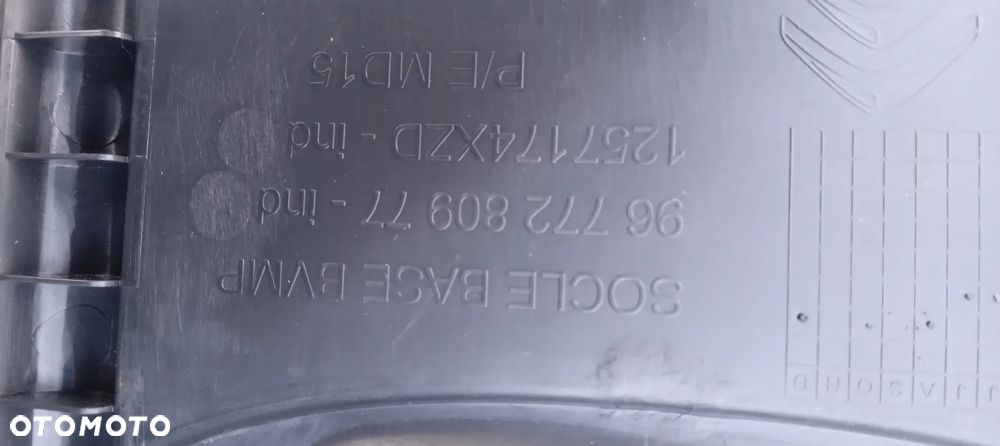 SOCLE BASE BVMP
96 772 809 77 - ind
1257174XZD - ind
P/E MD15
J J A S O N D
OTOMOTO